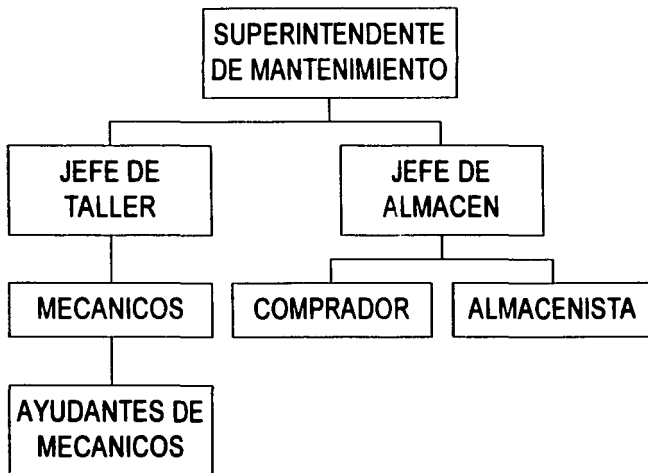 SUPERINTENDENTE
DE MANTENIMIENTO
JEFE DE
TALLER
JEFE DE
ALMACEN
MECANICOS
COMPRADOR
ALMACENISTA
AYUDANTES DE
MECANICOS